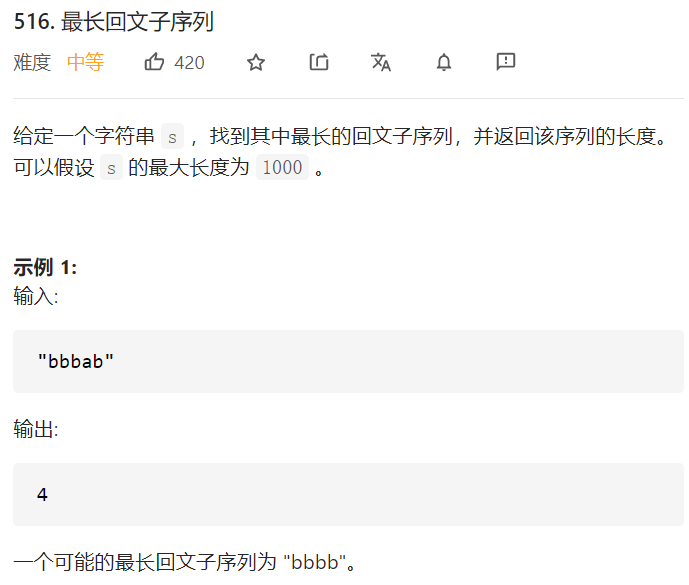 516. 最长回文子序列
难度 中等 420
给定一个字符串 s ，找到其中最长的回文子序列，并返回该序列的长度。
可以假设 s 的最大长度为 1000 。
示例 1:
输入:
"bbbab"
输出:
4
一个可能的最长回文子序列为 "bbbb"。